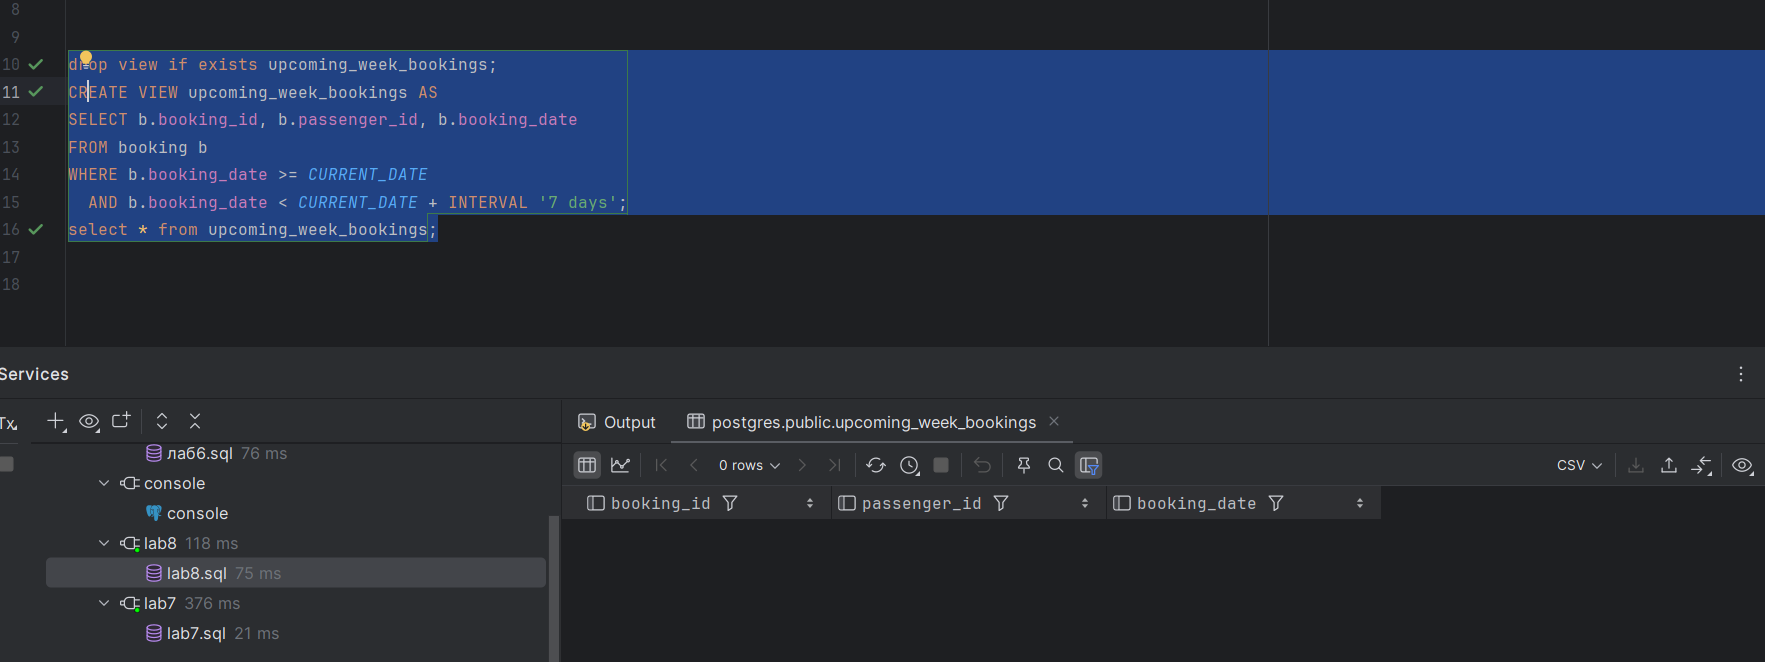 8
9
10 drop view if exists upcoming_week_bookings;
11 CREATE VIEW upcoming_week_bookings AS
12 SELECT b.booking_id, b.passenger_id, b.booking_date
13 FROM booking b
14 WHERE b.booking_date >= CURRENT_DATE
15 AND b.booking_date < CURRENT_DATE + INTERVAL '7 days';
16 select * from upcoming_week_bookings;
17
18
Services
Tx
Output postgres.public.upcoming_week_bookings
0 rows CSV
booking_id passenger_id booking_date
лаб6.sql 76 ms
console
console
lab8 118 ms
lab8.sql 75 ms
lab7 376 ms
lab7.sql 21 ms